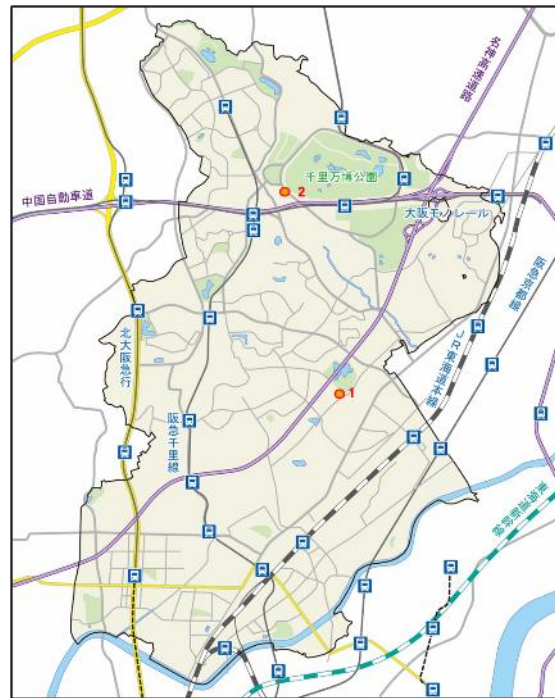 名神高速道路
千里万博公園
2
中国自動車道
大阪モノレール
阪急京都線
JR東海道本線
北大阪急行
阪急千里線
1
東海道新幹線